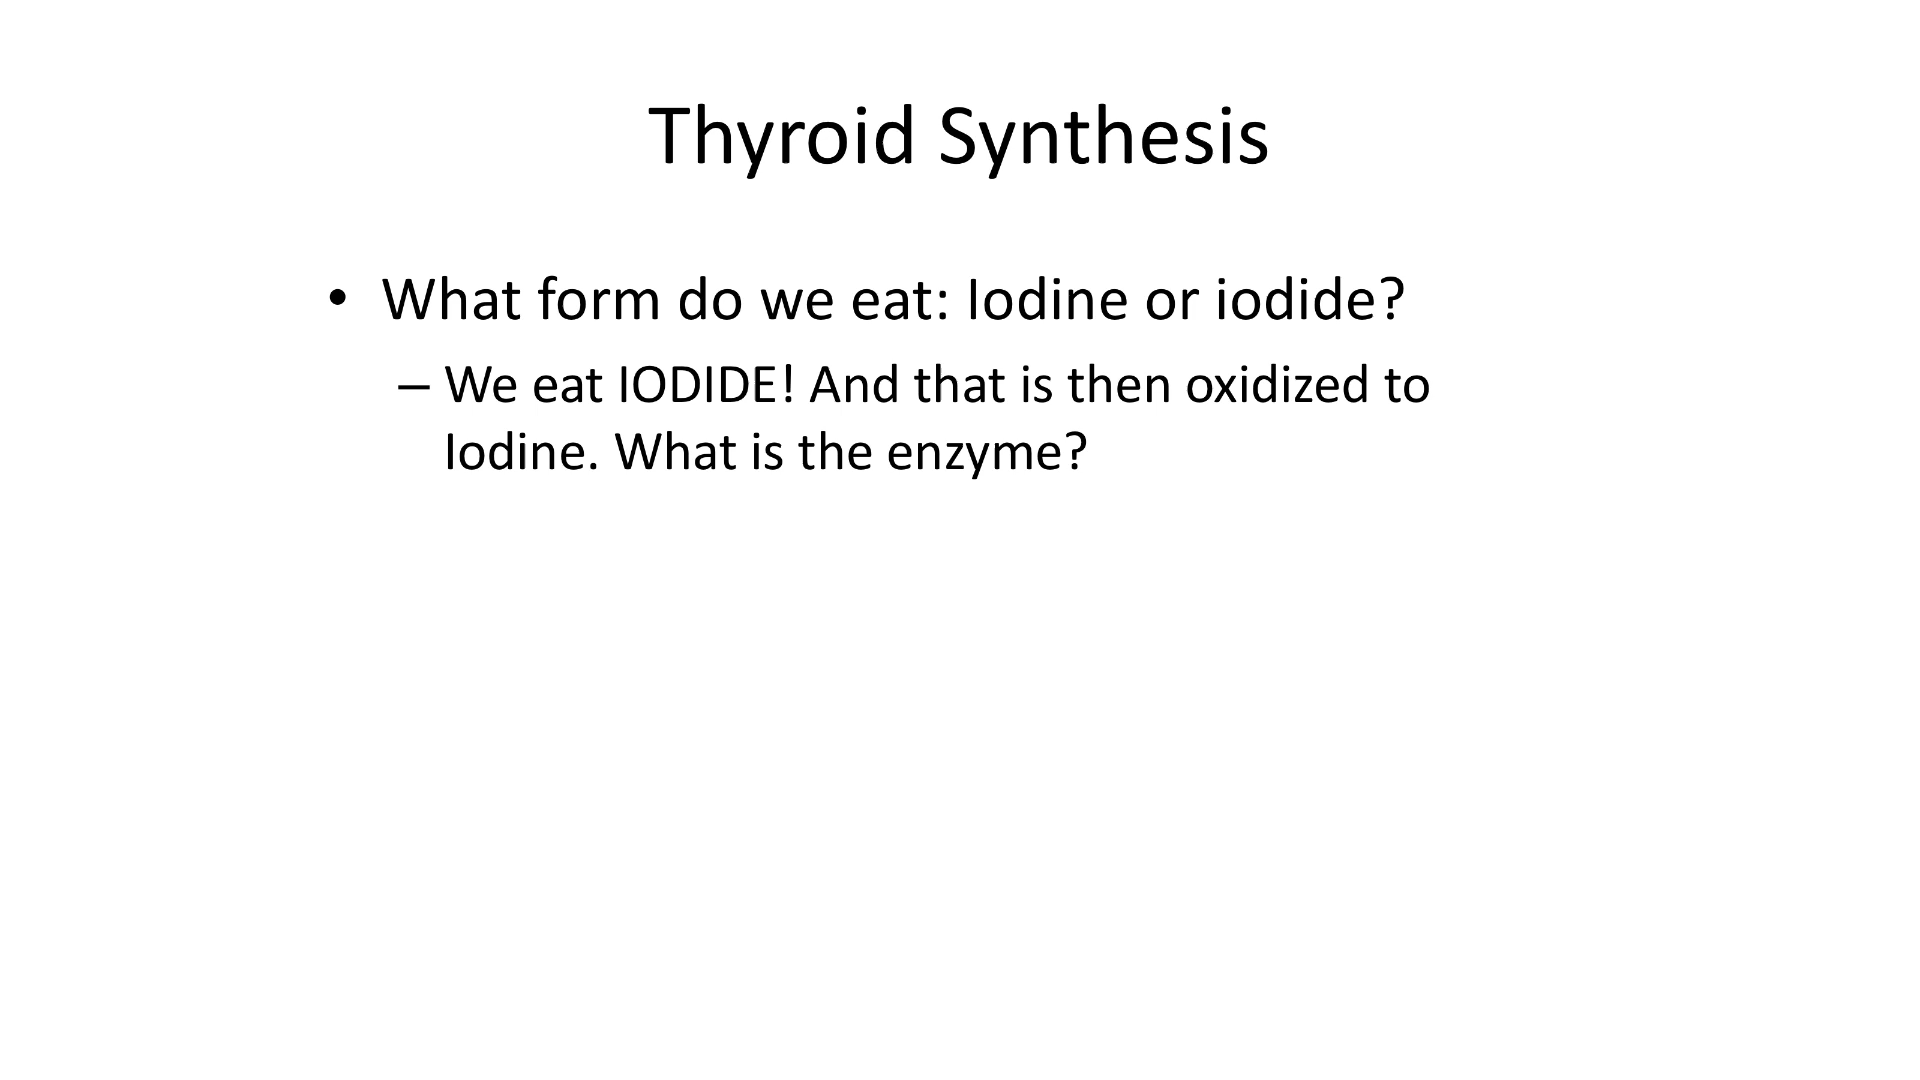 Thyroid Synthesis
• What form do we eat: Iodine or iodide?
– We eat IODIDE! And that is then oxidized to
Iodine. What is the enzyme?